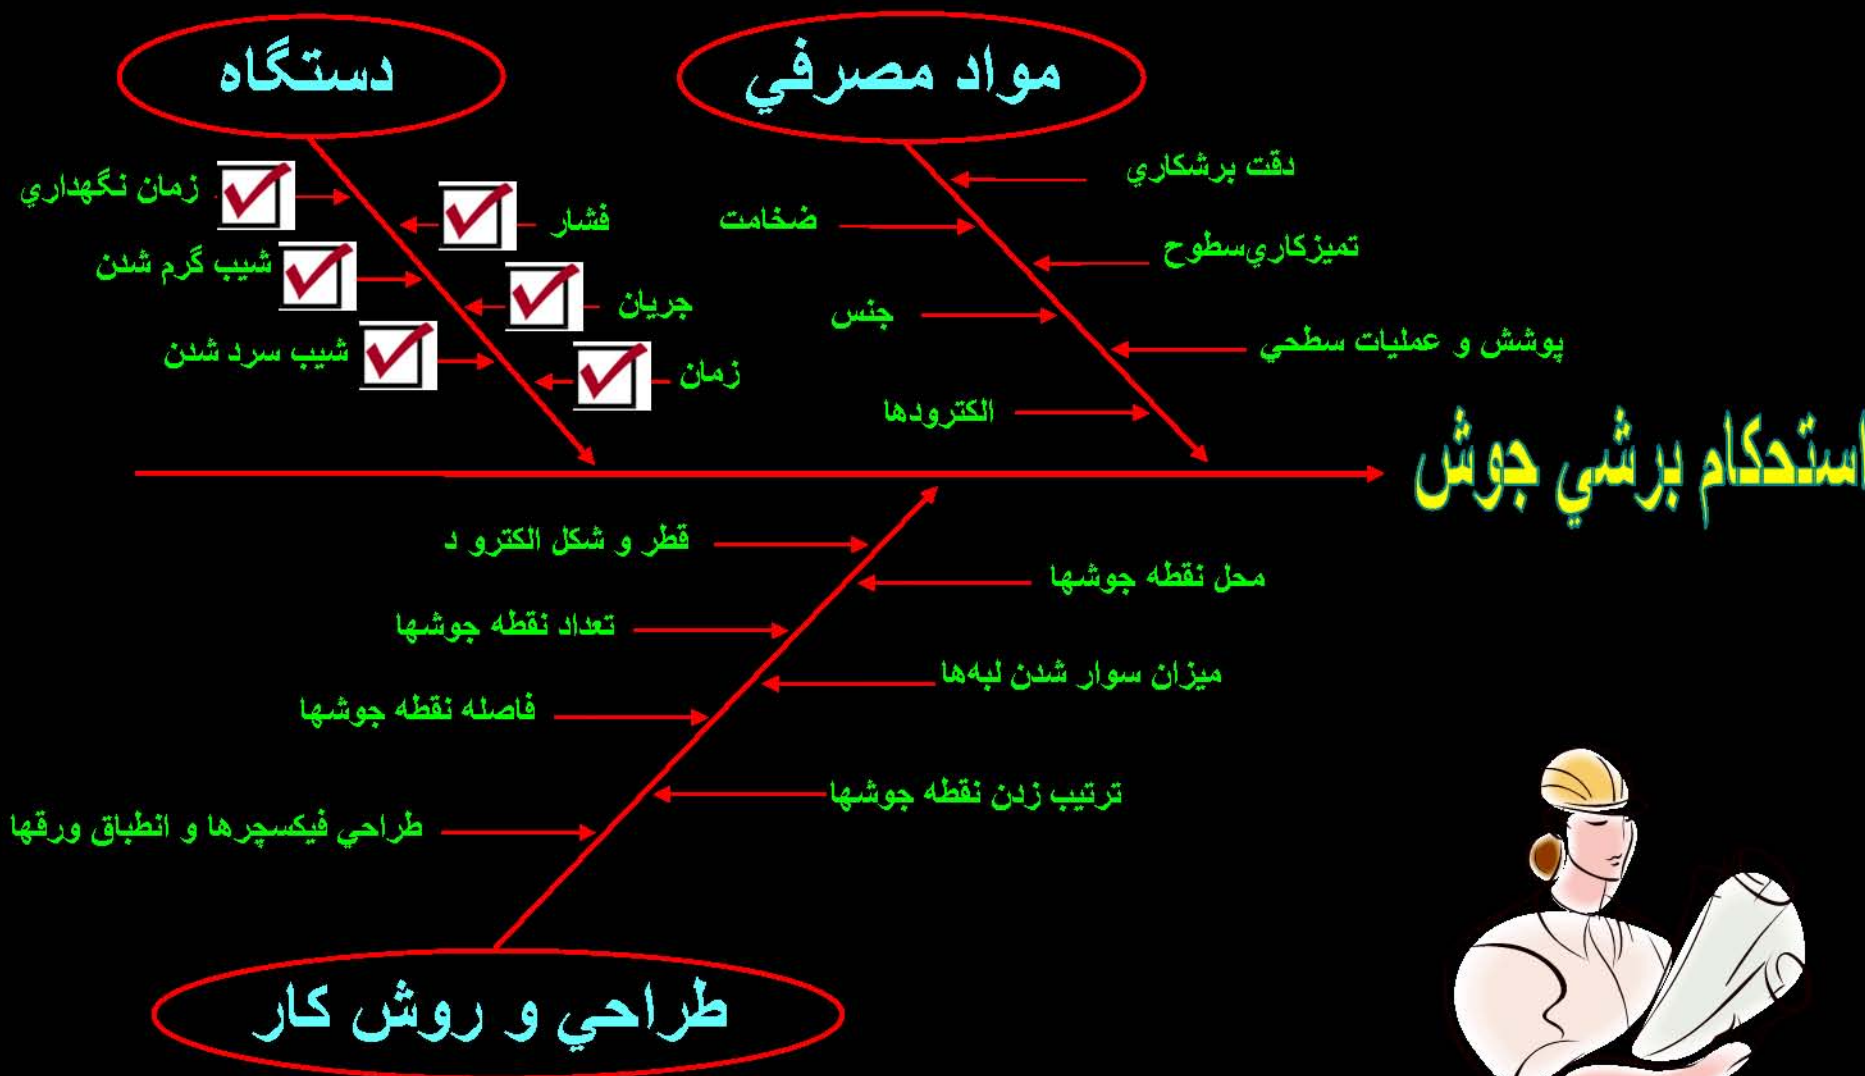 مواد مصرفي
دستگاه
دقت برشكاري
ضخامت
تميزكاري‌سطوح
جنس
پوشش و عمليات سطحي
الكترودها
زمان نگهداري
فشار
شيب گرم شدن
جريان
شيب سرد شدن
زمان
استحكام برشي جوش
قطر و شكل الكترو د
محل نقطه جوشها
تعداد نقطه جوشها
ميزان سوار شدن لبه‌ها
فاصله نقطه جوشها
ترتيب زدن نقطه جوشها
طراحي فيكسچرها و انطباق ورقها
طراحي و روش كار